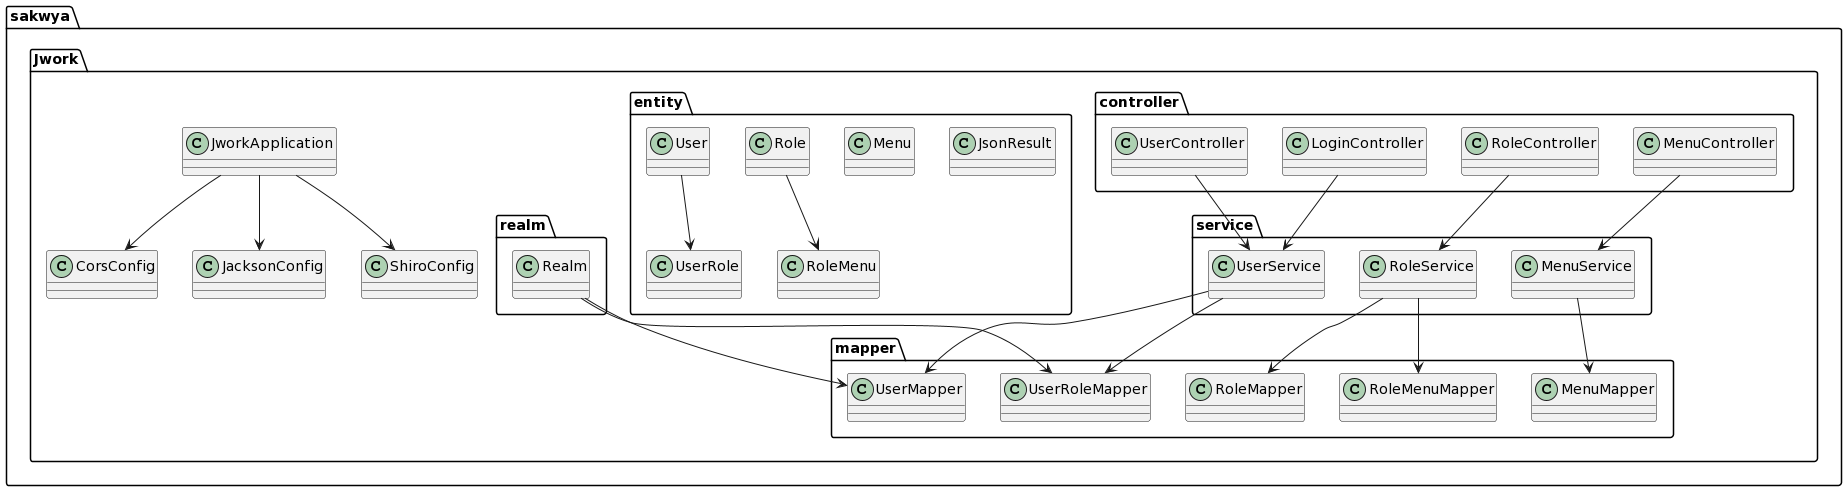 sakwya
Jwork
entity
controller
C JworkApplication
C User
C Role
C Menu
C JsonResult
C UserController
C LoginController
C RoleController
C MenuController
realm
service
C CorsConfig
C JacksonConfig
C ShiroConfig
C Realm
C UserRole
C RoleMenu
C UserService
C RoleService
C MenuService
mapper
C UserMapper
C UserRoleMapper
C RoleMapper
C RoleMenuMapper
C MenuMapper